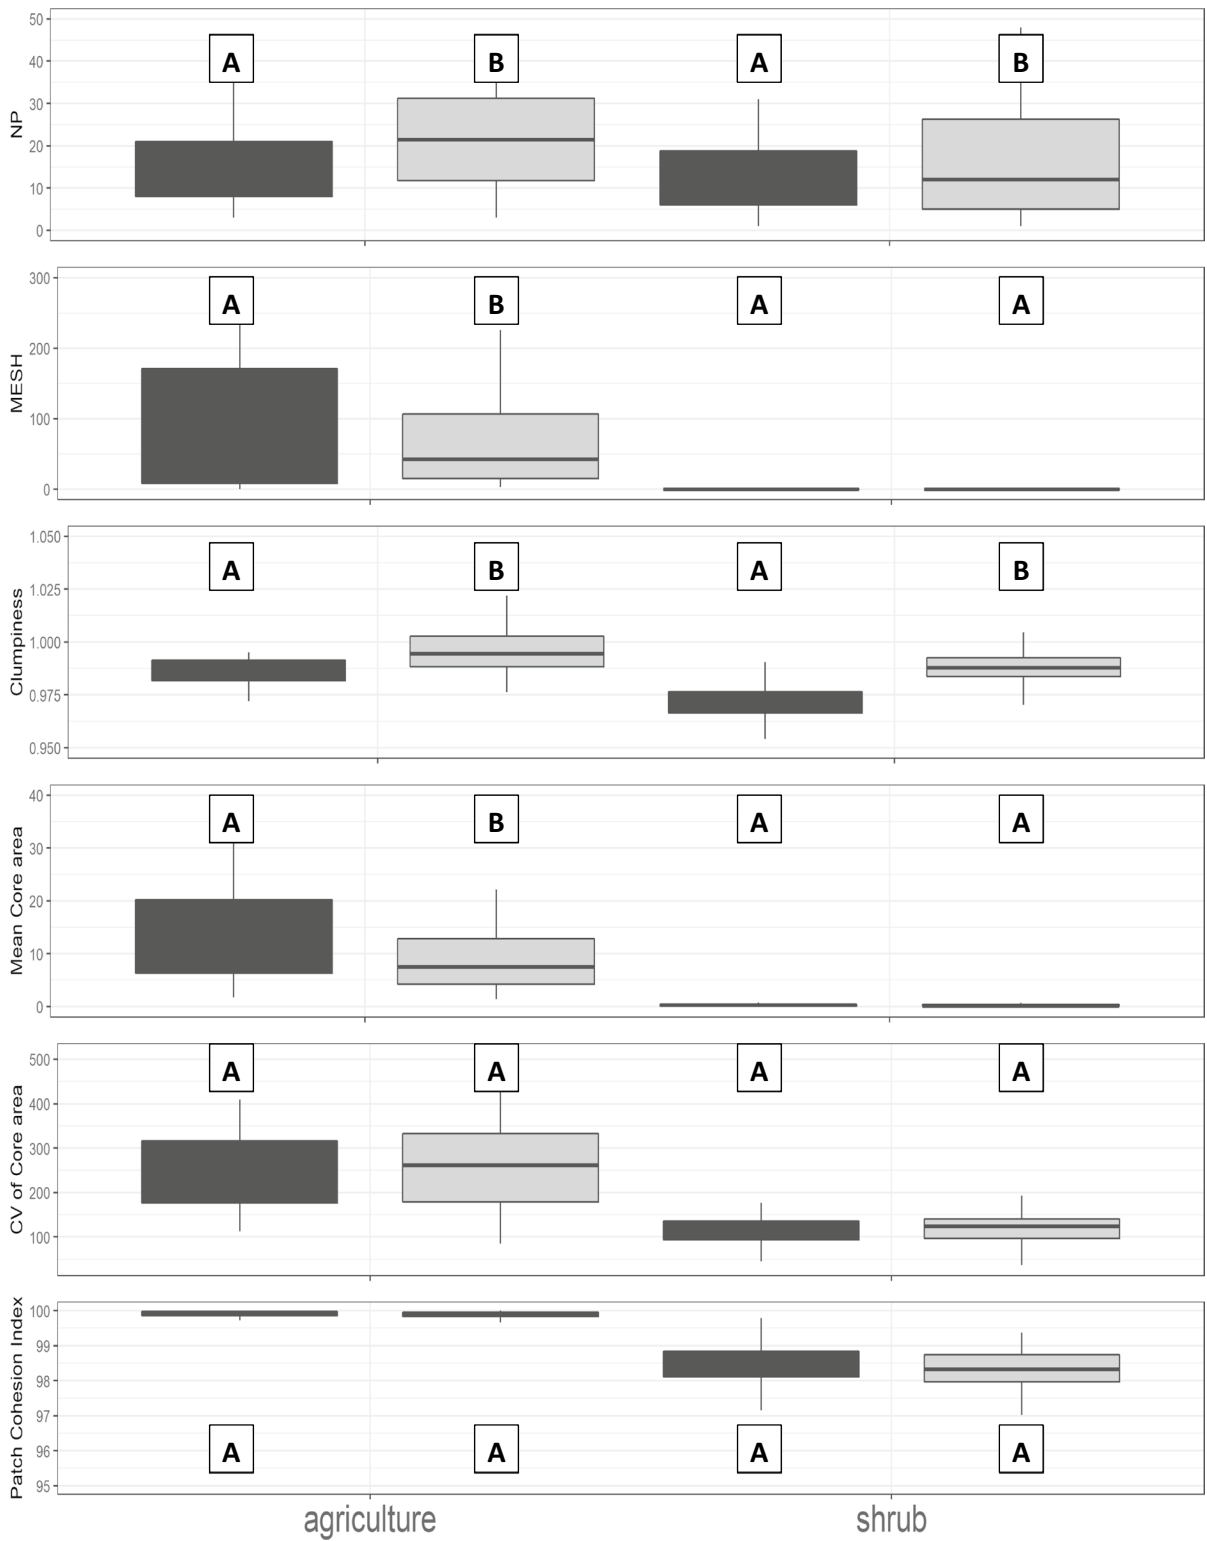 NP
50
40
30
20
10
0
A B A B
MESH
300
200
100
0
A B A A
Clumpiness
1.050
1.025
1.000
0.975
0.950
A B A B
Mean Core area
40
30
20
10
0
A B A A
CV of Core area
500
400
300
200
100
A A A A
Patch Cohesion Index
100
99
98
97
96
95
A A A A
agriculture shrub